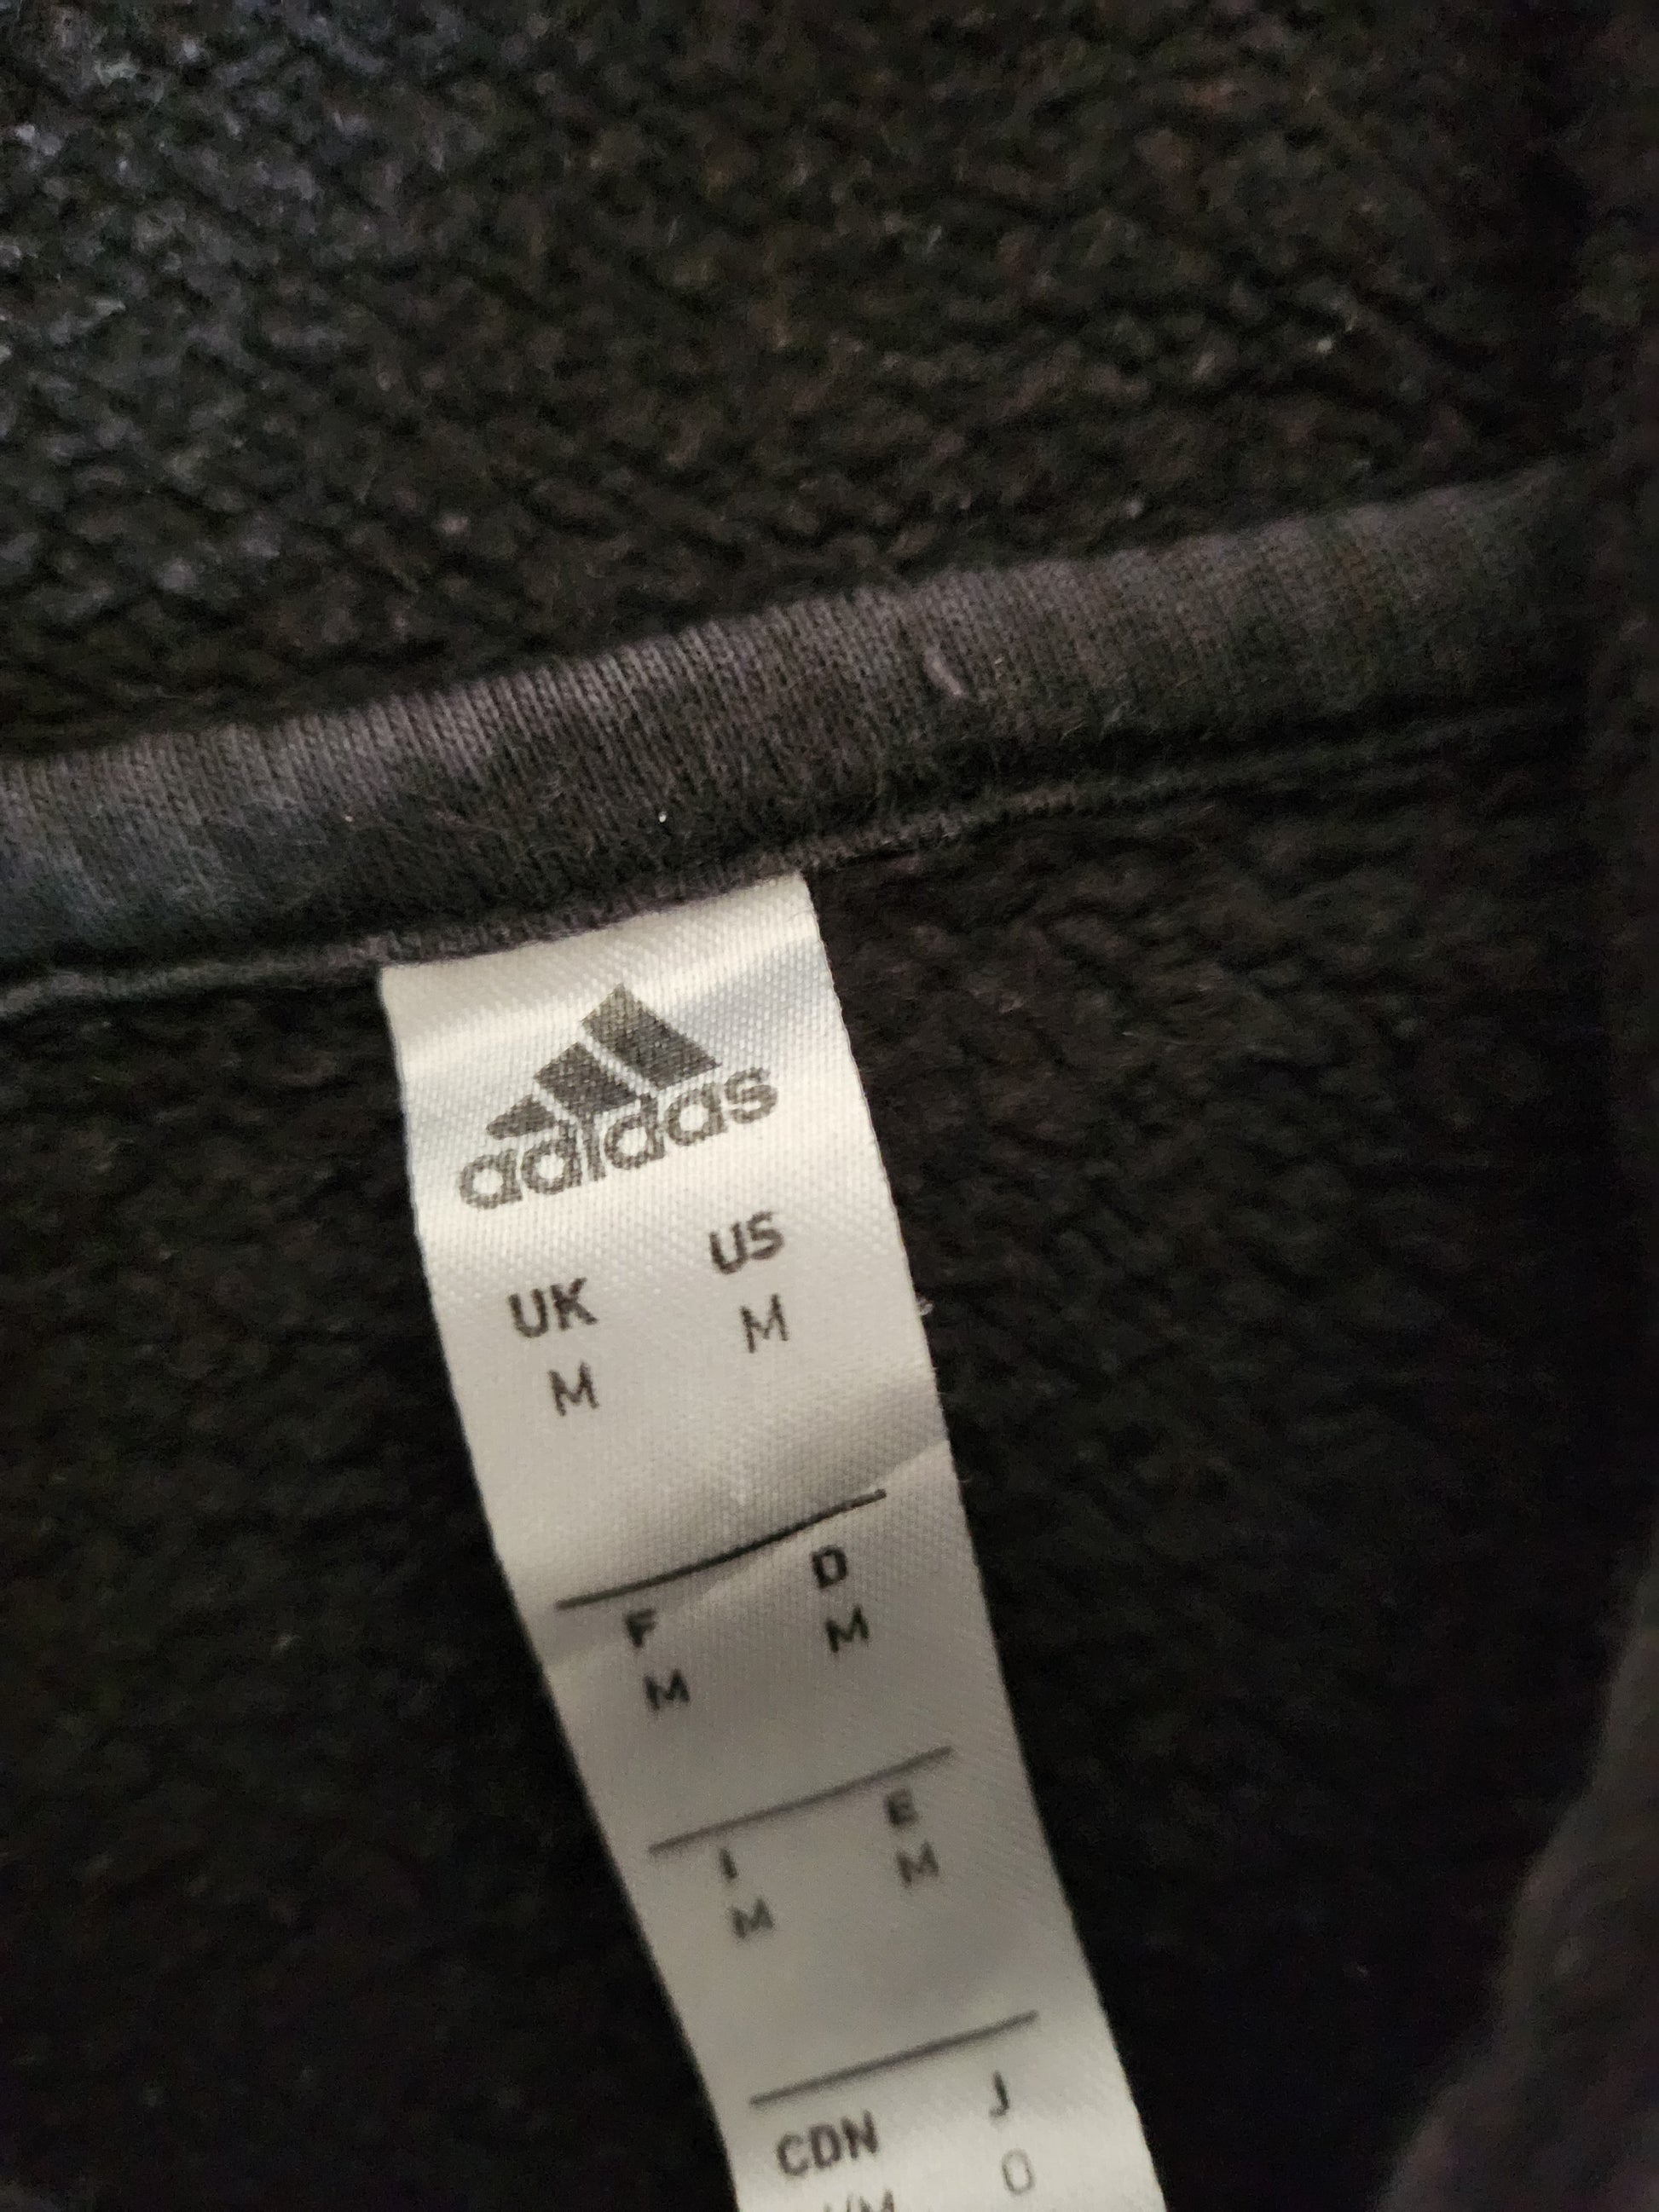 adidas
UK US
M M
F D
M M
I E
M M
CDN J
O